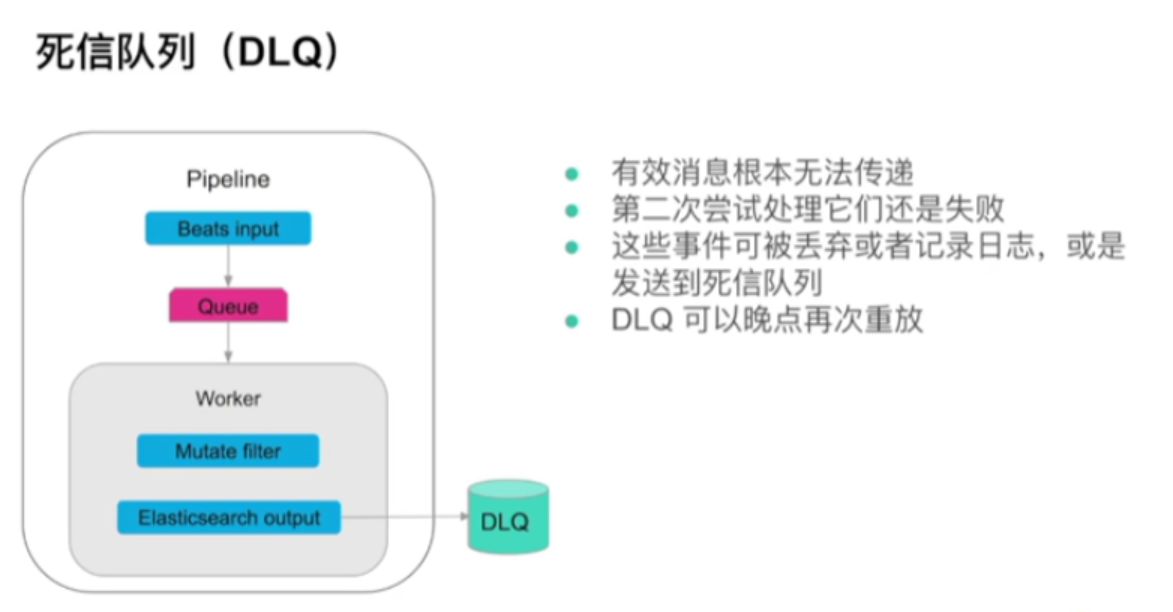 死信队列（DLQ）
Pipeline
Beats input
Queue
Worker
Mutate filter
Elasticsearch output
DLQ
有效消息根本无法传递
第二次尝试处理它们还是失败
这些事件可被丢弃或者记录日志，或是
发送到死信队列
DLQ 可以晚点再次重放